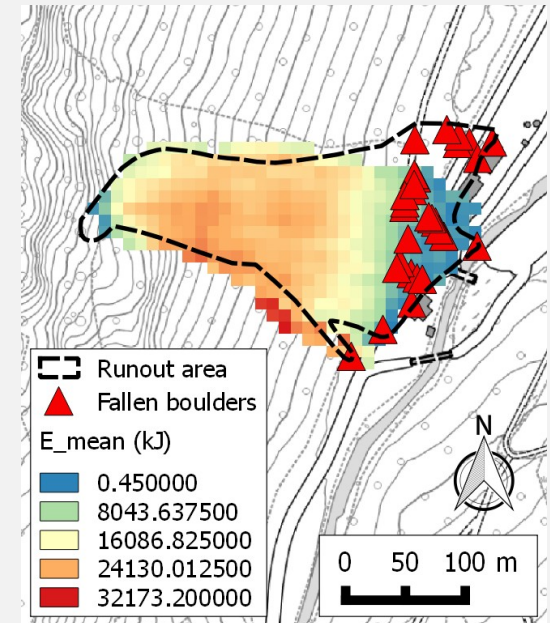 Runout area
Fallen boulders
E_mean (kJ)
0.450000
8043.637500
16086.825000
24130.012500
32173.200000
N
0 50 100 m